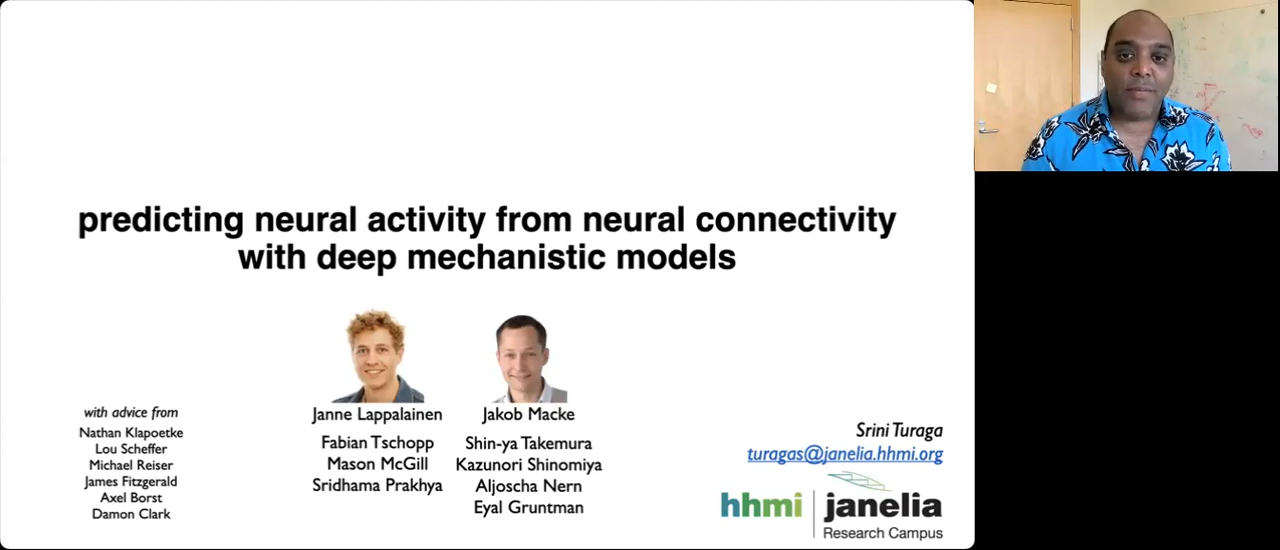 predicting neural activity from neural connectivity
with deep mechanistic models
with advice from
Nathan Klapoetke
Lou Scheffer
Michael Reiser
James Fitzgerald
Axel Borst
Damon Clark
Janne Lappalainen
Fabian Tschopp
Mason McGill
Sridhama Prakhya
Jakob Macke
Shin-ya Takemura
Kazunori Shinomiya
Aljoscha Nern
Eyal Gruntman
Srini Turaga
turagas@janelia.hhmi.org
hhmi janelia
Research Campus